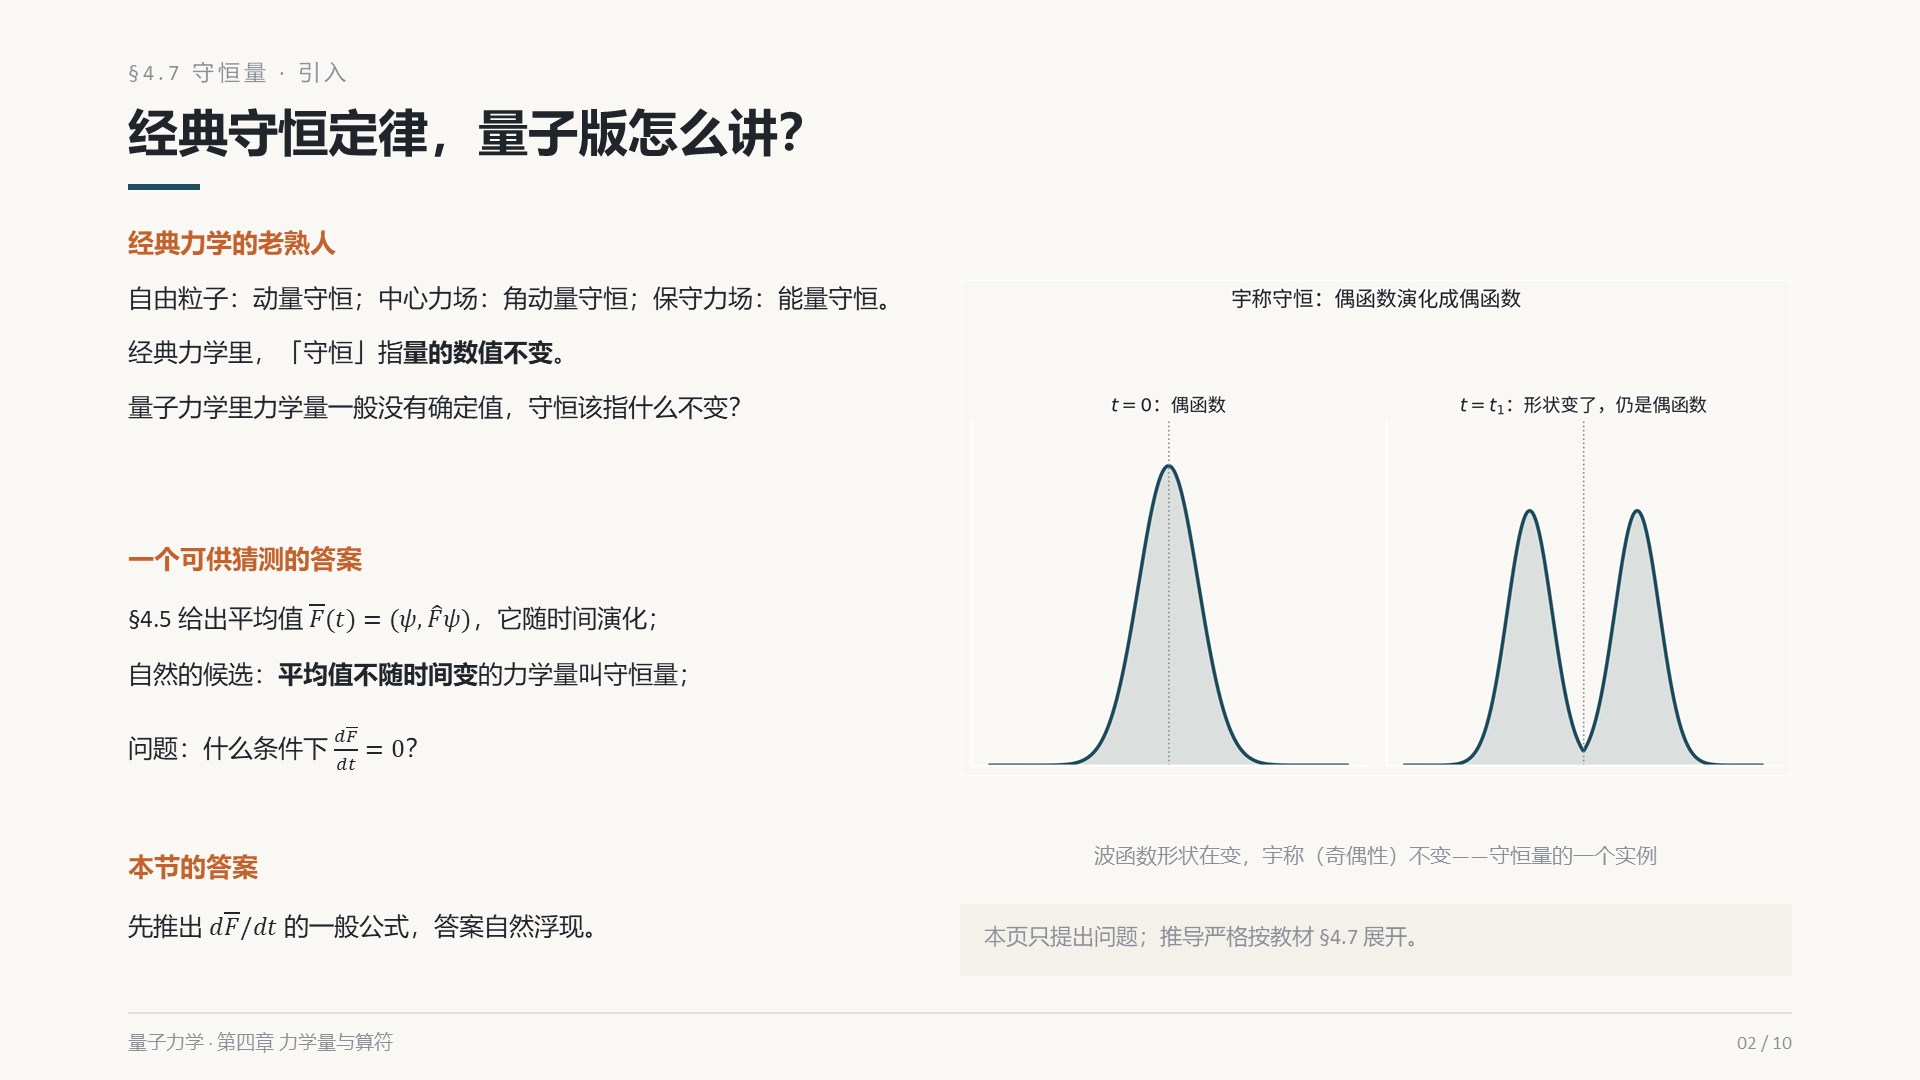 §4.7 守恒量 · 引入
经典守恒定律，量子版怎么讲？
经典力学的老熟人
自由粒子：动量守恒；中心力场：角动量守恒；保守力场：能量守恒。
经典力学里，「守恒」指量的数值不变。
量子力学里力学量一般没有确定值，守恒该指什么不变？
一个可供猜测的答案
§4.5 给出平均值 F̅(t) = (ψ, F̂ψ)，它随时间演化；
自然的候选：平均值不随时间变的力学量叫守恒量；
问题：什么条件下 dF̅/dt = 0？
本节的答案
先推出 dF̅/dt 的一般公式，答案自然浮现。
宇称守恒：偶函数演化成偶函数
t = 0：偶函数
t = t₁：形状变了，仍是偶函数
波函数形状在变，宇称（奇偶性）不变——守恒量的一个实例
本页只提出问题；推导严格按教材 §4.7 展开。
量子力学 · 第四章 力学量与算符
02 / 10